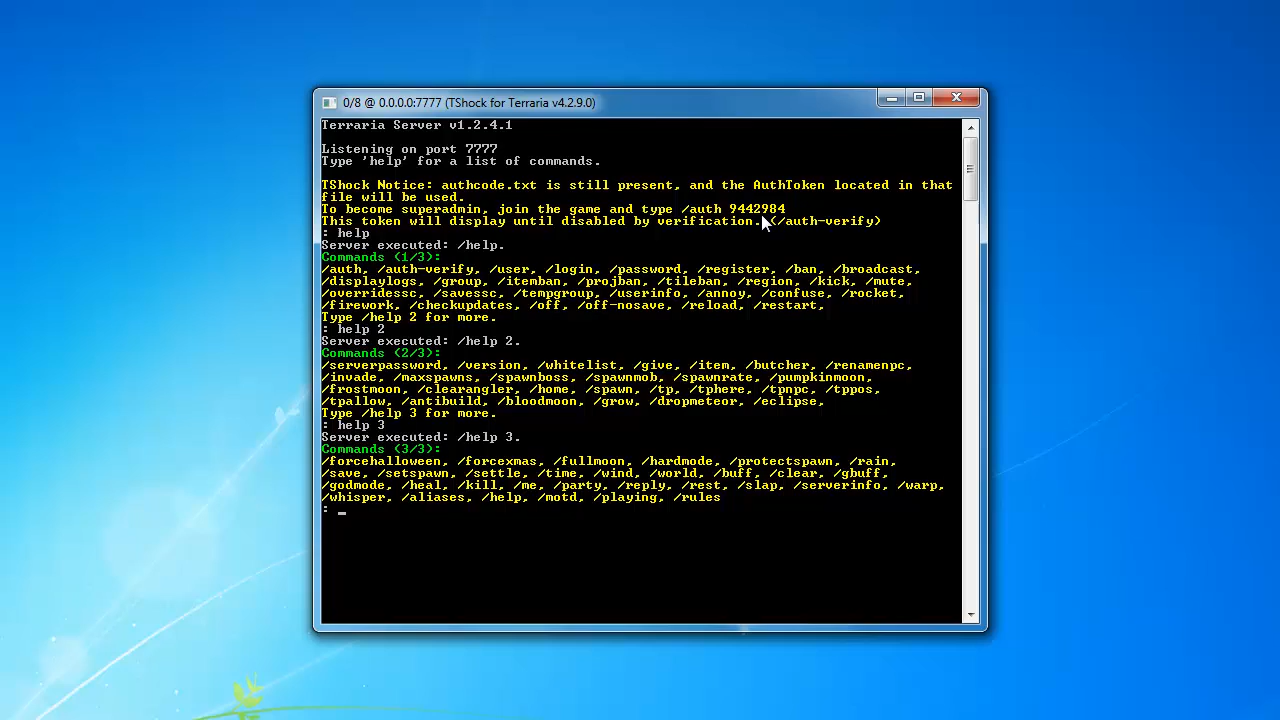 0/8 @ 0.0.0.0:7777 (TShock for Terraria v4.2.9.0)
Terraria Server v1.2.4.1
Listening on port 7777
Type 'help' for a list of commands.
TShock Notice: authcode.txt is still present, and the AuthToken located in that
file will be used.
To become superadmin, join the game and type /auth 9442984
This token will display until disabled by verification. (/auth-verify)
: help
Server executed: /help.
Commands (1/3):
/auth, /auth-verify, /user, /login, /password, /register, /ban, /broadcast,
/displaylogs, /group, /itemban, /projban, /tileban, /region, /kick, /mute,
/overridessc, /savessc, /tempgroup, /userinfo, /annoy, /confuse, /rocket,
/firework, /checkupdates, /off, /off-nosave, /reload, /restart,
Type /help 2 for more.
: help 2
Server executed: /help 2.
Commands (2/3):
/serverpassword, /version, /whitelist, /give, /item, /butcher, /renamenpc,
/invade, /maxspawns, /spawnboss, /spawnmob, /spawnrate, /pumpkinmoon,
/frostmoon, /clearangler, /home, /spawn, /tp, /tphere, /tpnpc, /tppos,
/tpallow, /antibuild, /bloodmoon, /grow, /dropmeteor, /eclipse,
Type /help 3 for more.
: help 3
Server executed: /help 3.
Commands (3/3):
/forcehalloween, /forcexmas, /fullmoon, /hardmode, /protectspawn, /rain,
/save, /setspawn, /settle, /time, /wind, /world, /buff, /clear, /gbuff,
/godmode, /heal, /kill, /me, /party, /reply, /rest, /slap, /serverinfo, /warp,
/whisper, /aliases, /help, /motd, /playing, /rules
: _